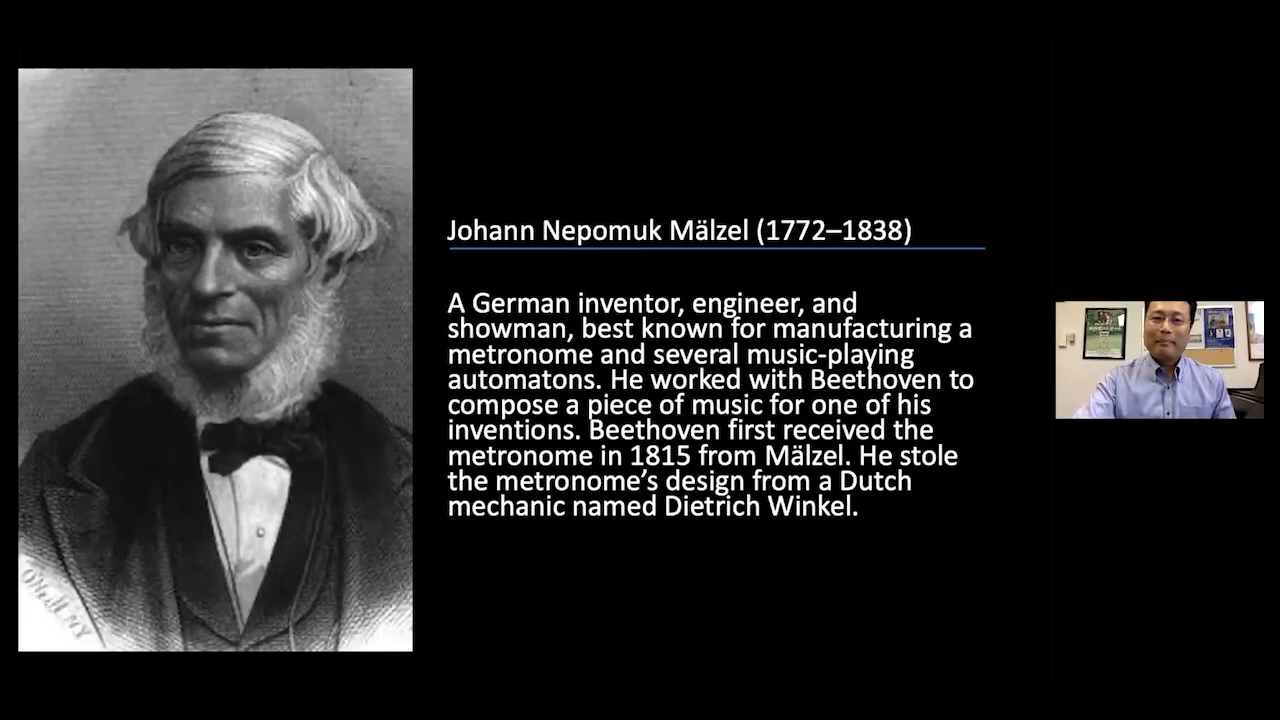 Johann Nepomuk Mälzel (1772–1838)
A German inventor, engineer, and
showman, best known for manufacturing a
metronome and several music-playing
automatons. He worked with Beethoven to
compose a piece of music for one of his
inventions. Beethoven first received the
metronome in 1815 from Mälzel. He stole
the metronome’s design from a Dutch
mechanic named Dietrich Winkel.